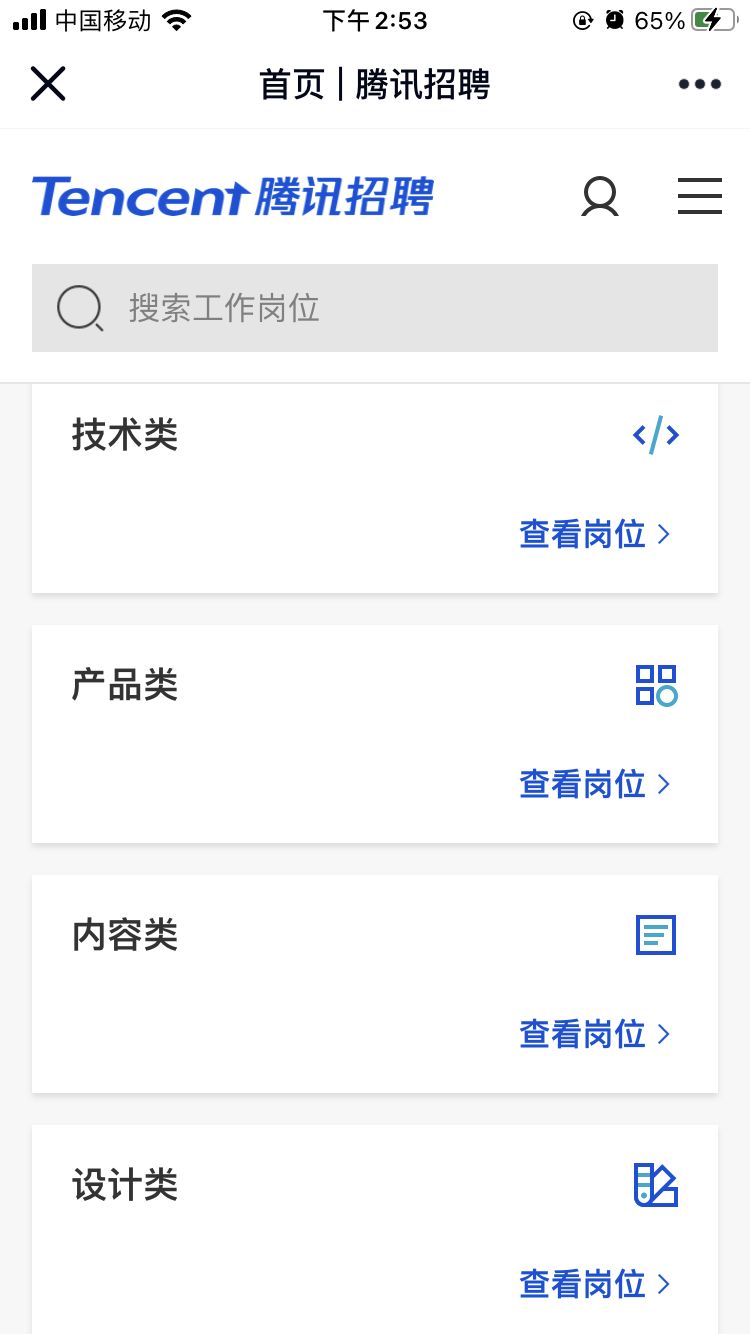 中国移动 下午2:53 65%
首页 | 腾讯招聘
Tencent腾讯招聘
搜索工作岗位
技术类
查看岗位
产品类
查看岗位
内容类
查看岗位
设计类
查看岗位